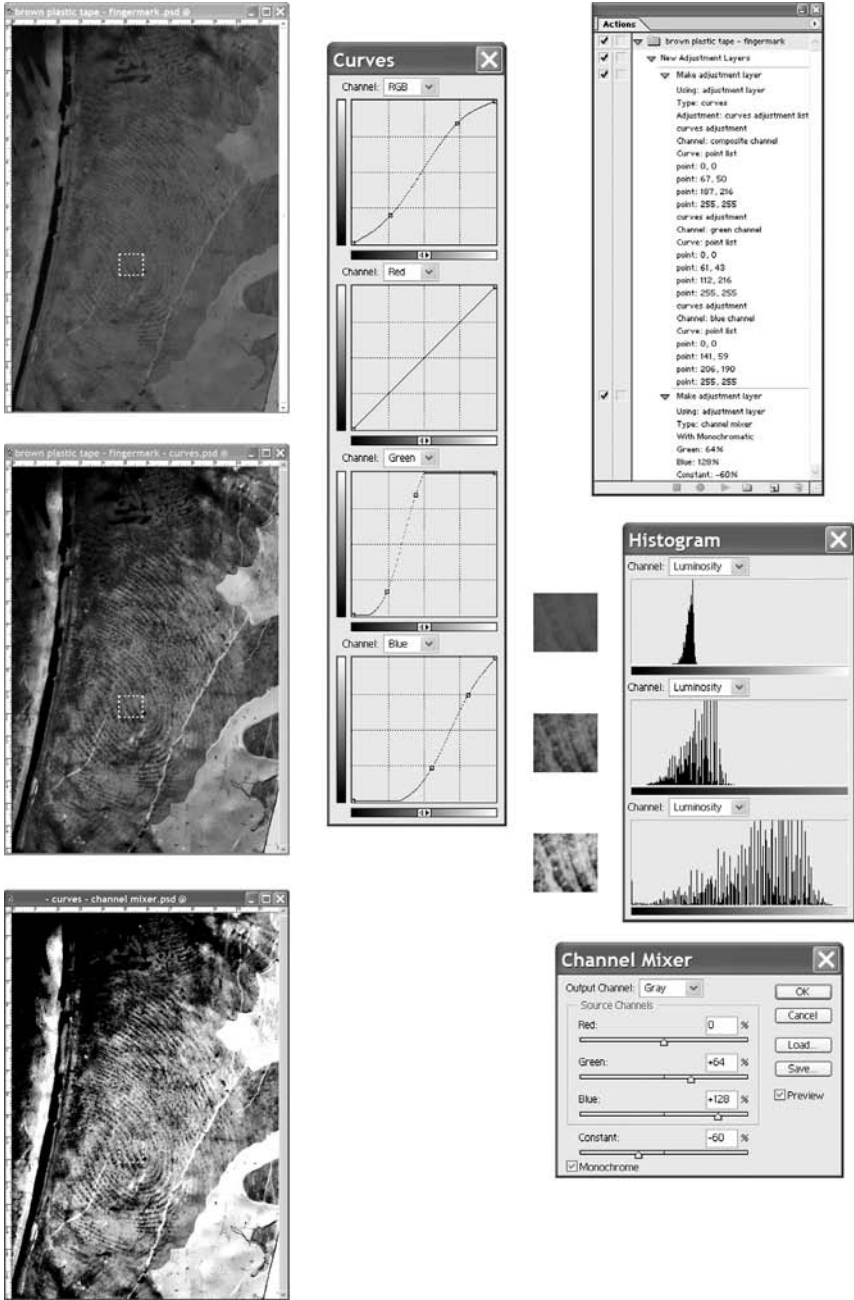 brown plastic tape - fingermark.psd @
brown plastic tape - fingermark - curves.psd @
- curves - channel mixer.psd @
Curves
Channel: RGB
Channel: Red
Channel: Green
Channel: Blue
Actions
brown plastic tape - fingermark
New Adjustment Layers
Make adjustment layer
Using: adjustment layer
Type: curves
Adjustment: curves adjustment list
curves adjustment
Channel: composite channel
Curve: point list
point: 0, 0
point: 67, 50
point: 187, 216
point: 255, 255
curves adjustment
Channel: green channel
Curve: point list
point: 0, 0
point: 61, 43
point: 112, 216
point: 255, 255
curves adjustment
Channel: blue channel
Curve: point list
point: 0, 0
point: 141, 59
point: 206, 190
point: 255, 255
Make adjustment layer
Using: adjustment layer
Type: channel mixer
With Monochromatic
Green: 64%
Blue: 128%
Constant: -60%
Histogram
Channel: Luminosity
Channel: Luminosity
Channel: Luminosity
Channel Mixer
Output Channel: Gray
OK
Source Channels
Cancel
Red: 0 %
Load...
Green: +64 %
Save...
Blue: +128 %
Preview
Constant: -60 %
Monochrome